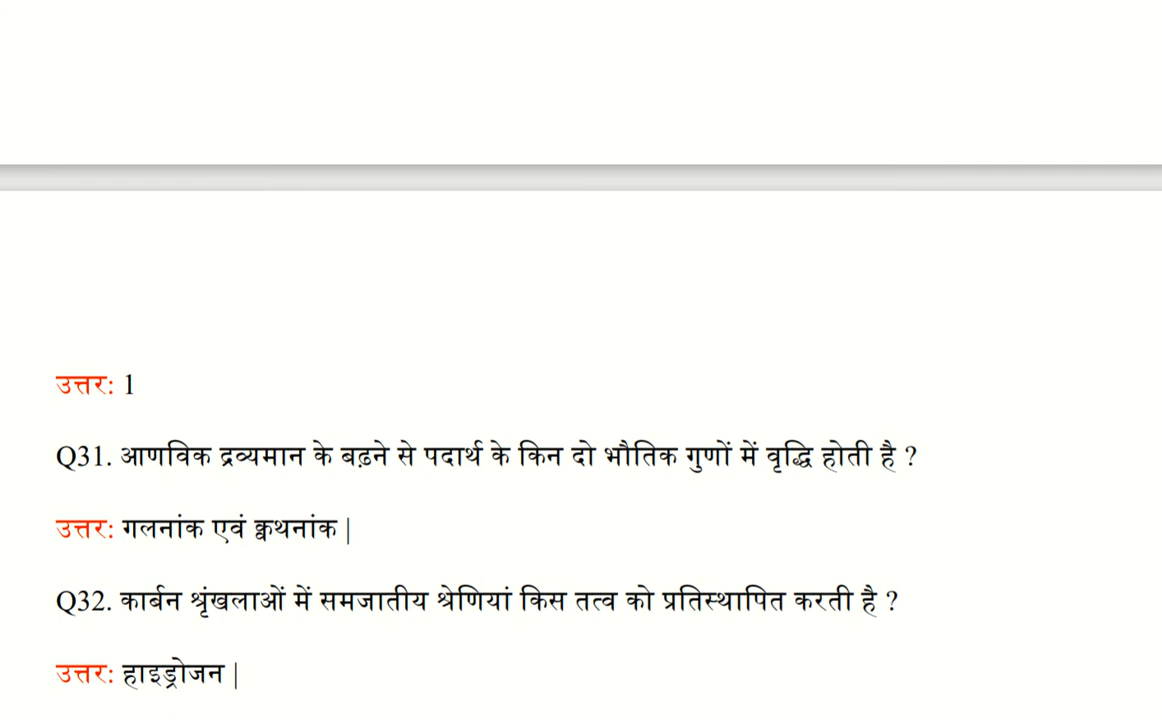 उत्तर: 1
Q31. आणविक द्रव्यमान के बढ़ने से पदार्थ के किन दो भौतिक गुणों में वृद्धि होती है ?
उत्तर: गलनांक एवं क्वथनांक |
Q32. कार्बन श्रृंखलाओं में समजातीय श्रेणियां किस तत्व को प्रतिस्थापित करती है ?
उत्तर: हाइड्रोजन |